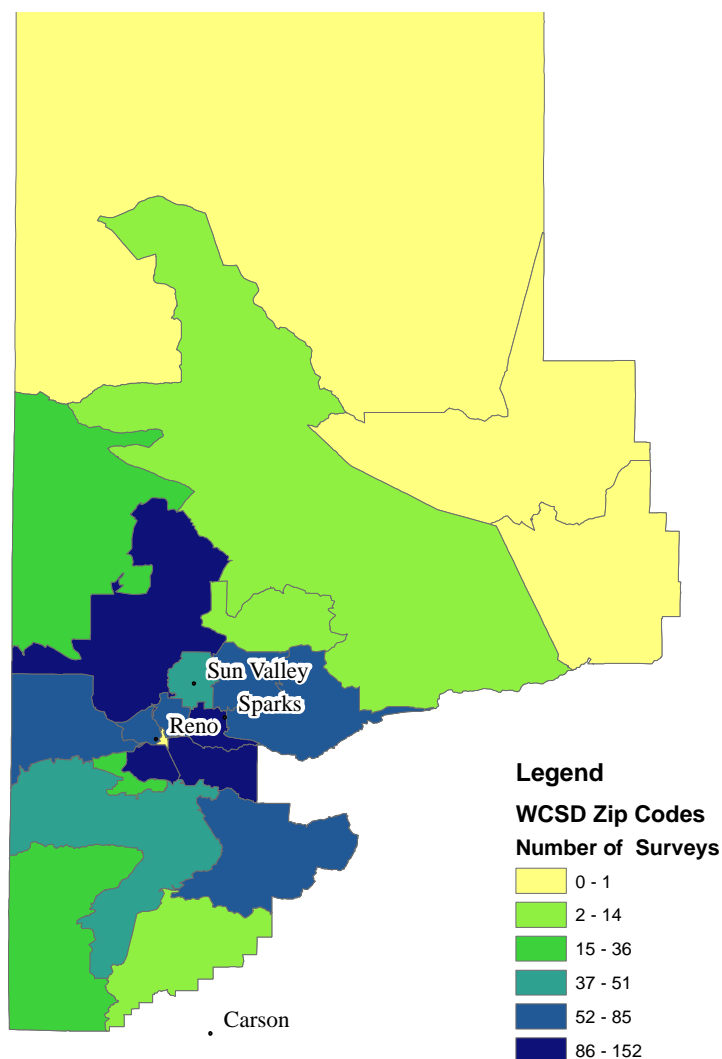 Sun Valley
Sparks
Reno
Carson
Legend
WCSD Zip Codes
Number of Surveys
0 - 1
2 - 14
15 - 36
37 - 51
52 - 85
86 - 152